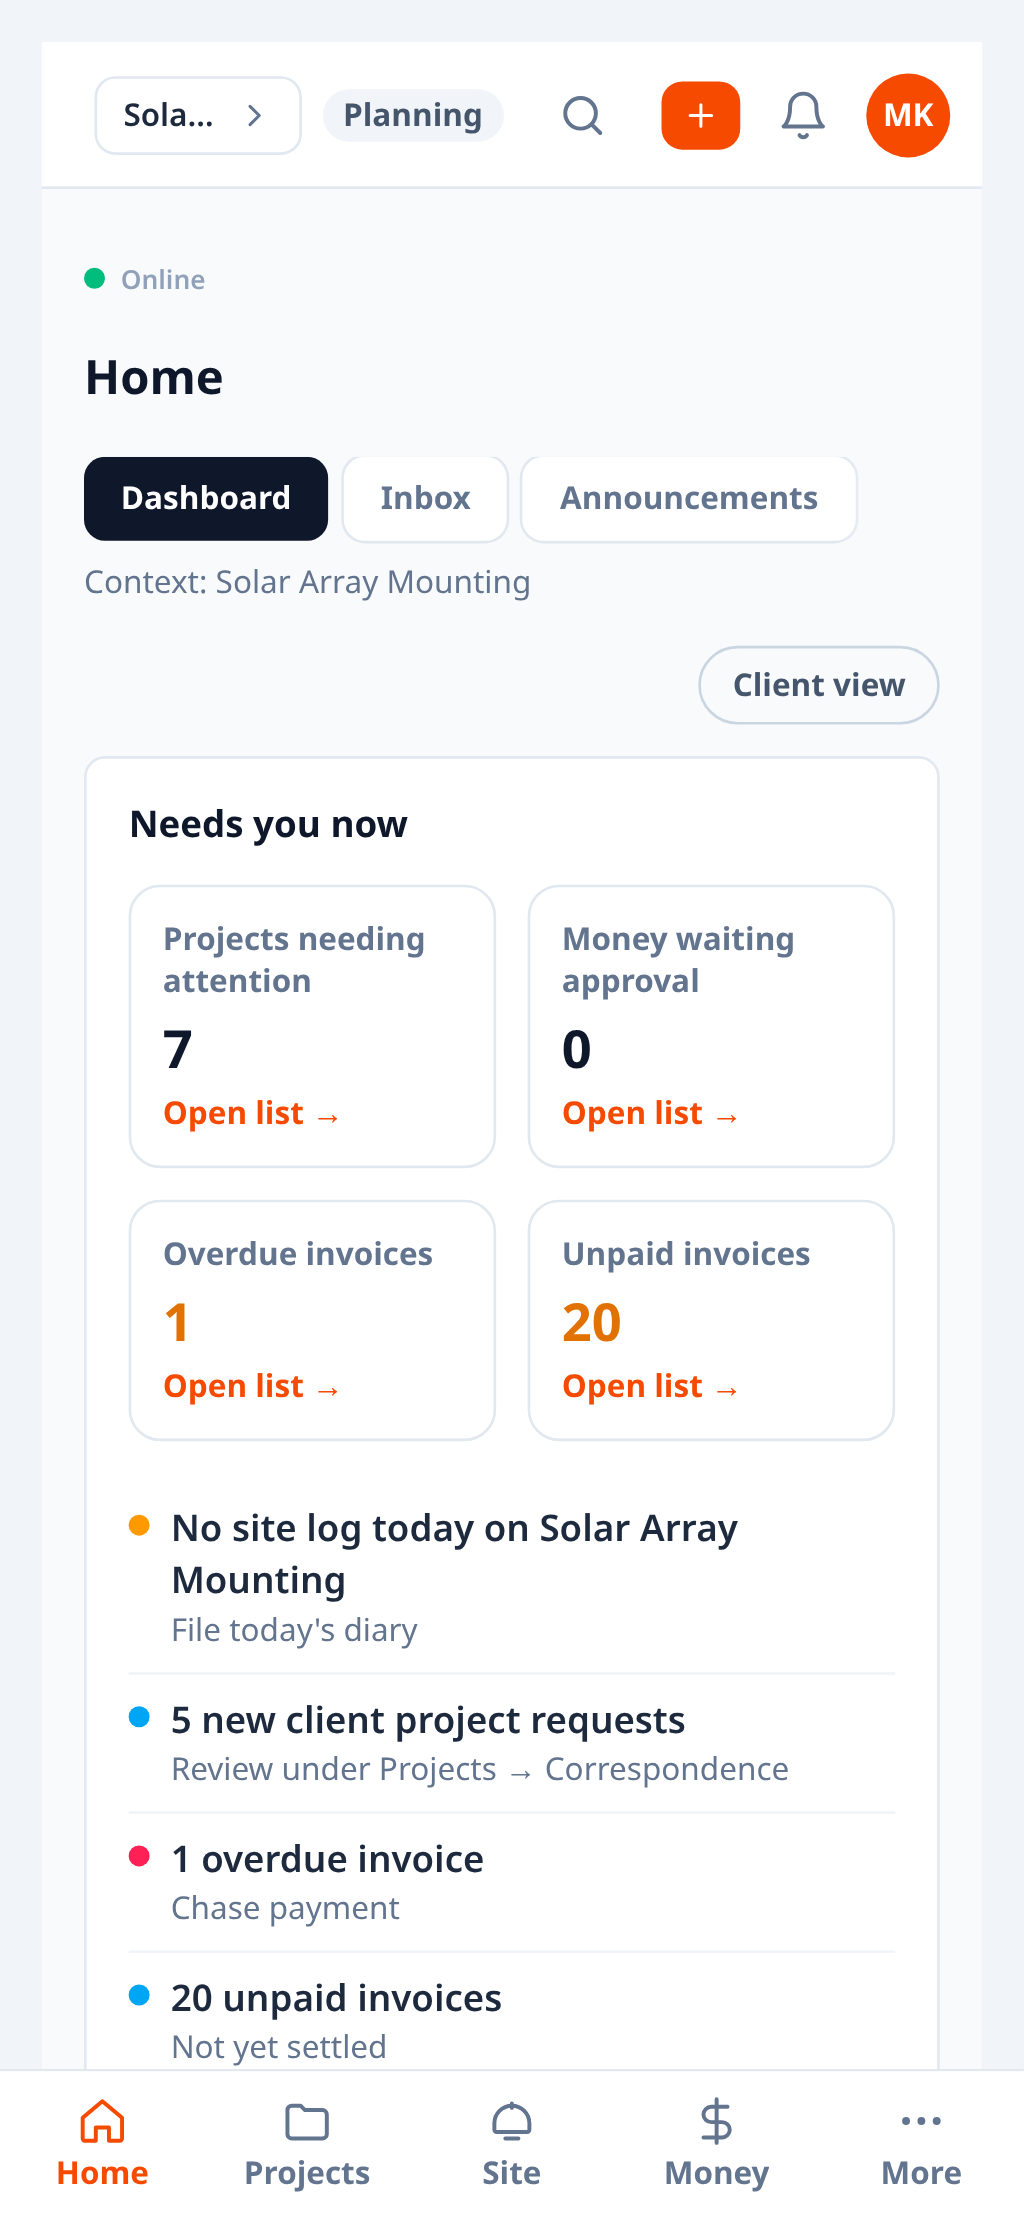 Sola...
Planning
MK
Online
Home
Dashboard
Inbox
Announcements
Context: Solar Array Mounting
Client view
Needs you now
Projects needing
attention
7
Open list →
Money waiting
approval
0
Open list →
Overdue invoices
1
Open list →
Unpaid invoices
20
Open list →
No site log today on Solar Array
Mounting
File today's diary
5 new client project requests
Review under Projects → Correspondence
1 overdue invoice
Chase payment
20 unpaid invoices
Not yet settled
Home
Projects
Site
Money
More